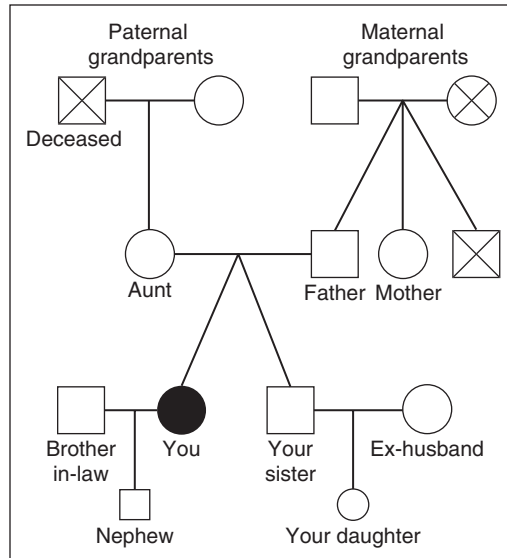 Paternal
grandparents
Maternal
grandparents
Deceased
Aunt
Father
Mother
Brother
in-law
You
Your
sister
Ex-husband
Nephew
Your daughter